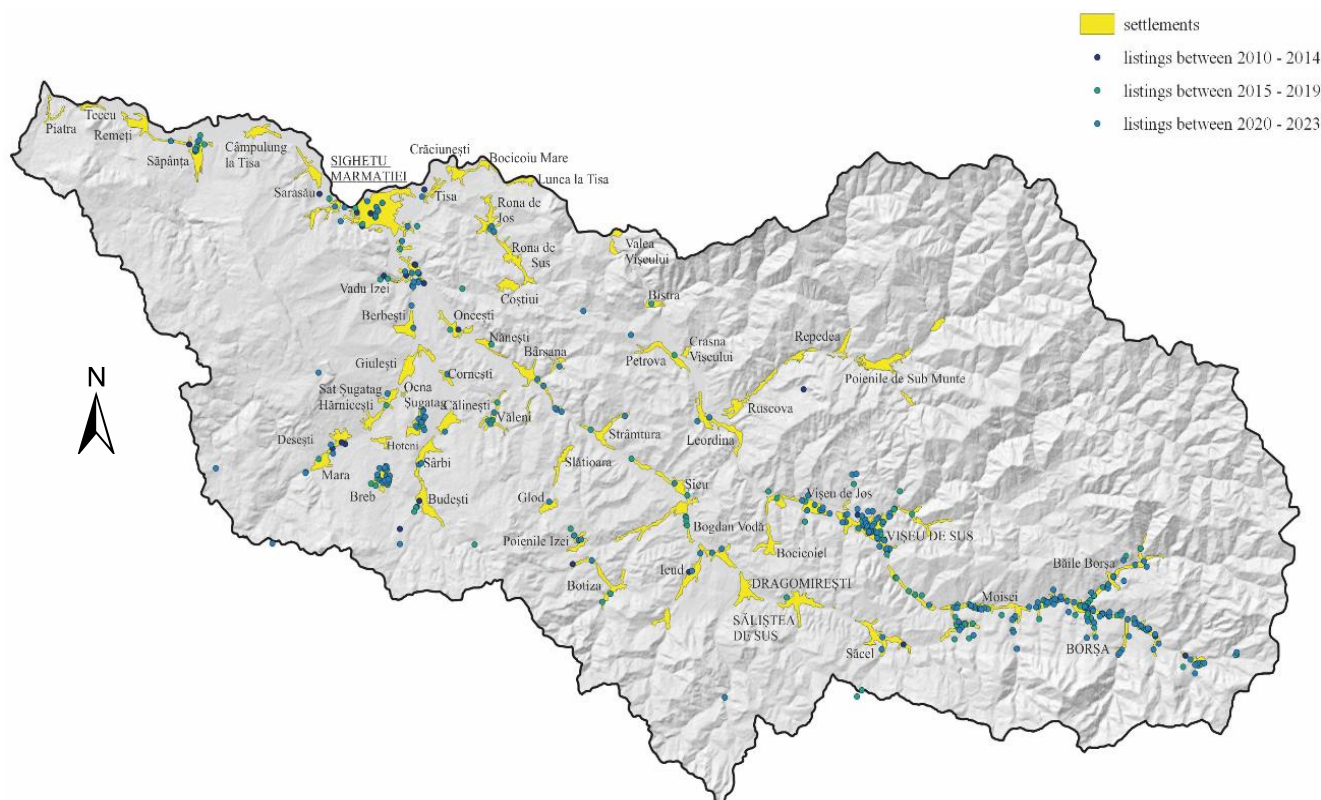 settlements
listings between 2010 - 2014
listings between 2015 - 2019
listings between 2020 - 2023
Piatra
Teceu
Remeți
Săpânța
Câmpulung
la Tisa
SIGHETU
MARMAȚIEI
Sarasău
Crăciunești
Bocicoiu Mare
Tisa
Lunca la Tisa
Rona de
Jos
Rona de
Sus
Coștiui
Valea
Vișeului
Bistra
Vadu Izei
Berbești
Oncești
Nănești
Bârsana
Giulești
Cornești
Sat Șugatag
Hărnicești
Ocna
Șugatag
Călinești
Văleni
Petrova
Crasna
Vișeului
Repedea
Poienile de Sub Munte
Ruscova
Leordina
Desești
Mara
Hoteni
Sârbi
Breb
Budești
Strâmtura
Slătioara
Glod
Șieu
Bogdan Vodă
Poienile Izei
Botiza
Ieud
Vișeu de Jos
VIȘEU DE SUS
Bocicoiel
DRAGOMIREȘTI
SĂLIȘTEA
DE SUS
Săcel
Moisei
Băile Borșa
BORȘA
N